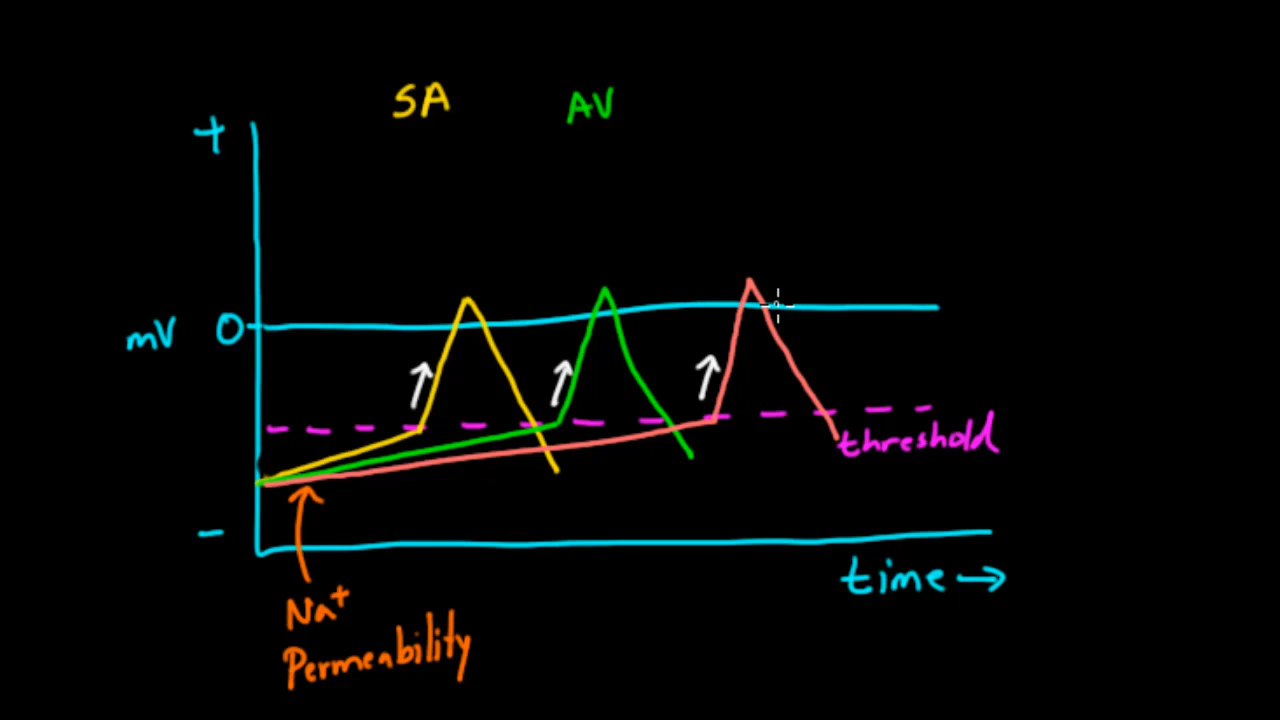 SA
AV
+
mV 0
threshold
-
time →
Na⁺
Permeability